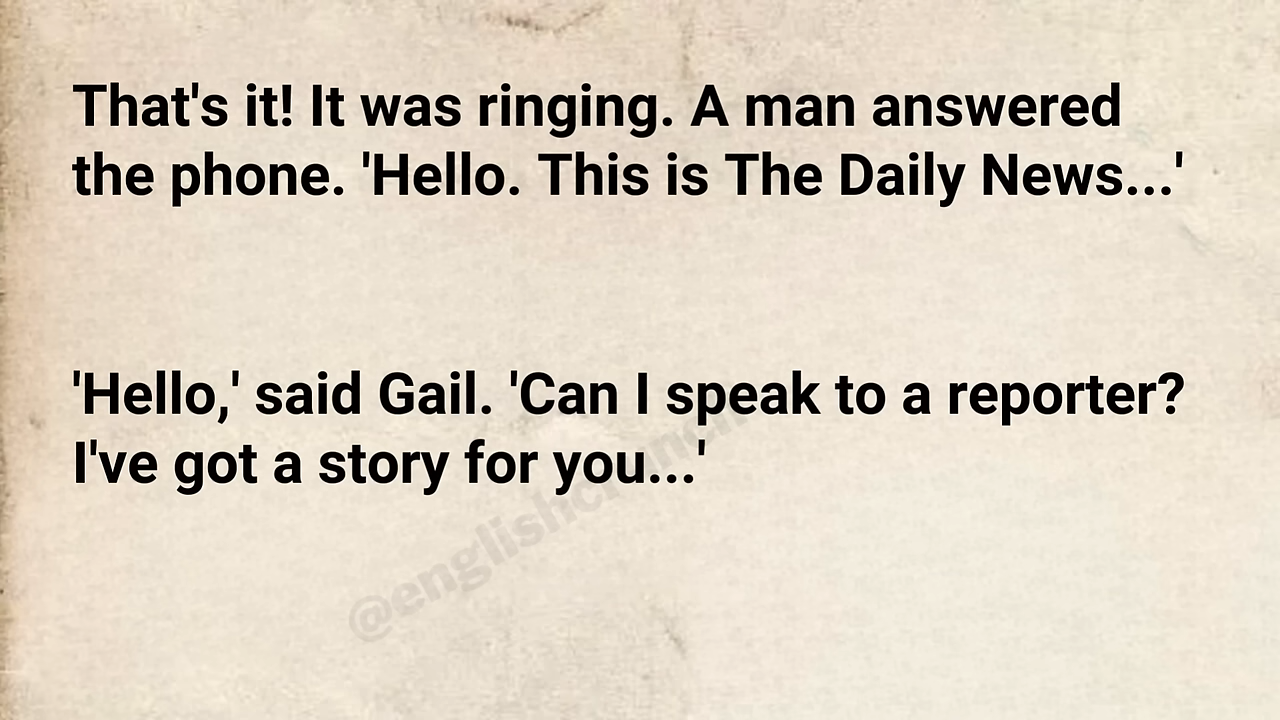 That's it! It was ringing. A man answered
the phone. 'Hello. This is The Daily News...'
'Hello,' said Gail. 'Can I speak to a reporter?
I've got a story for you...'